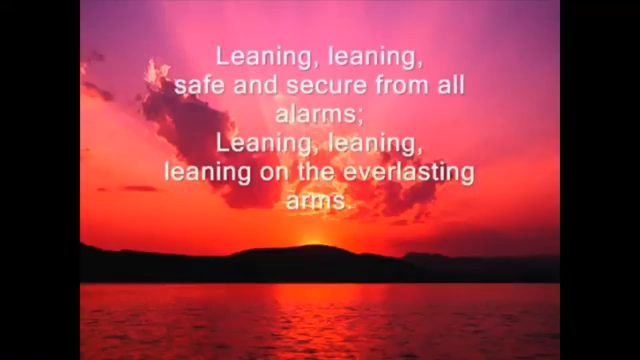 Leaning, leaning,
safe and secure from all
alarms;
Leaning, leaning,
leaning on the everlasting
arms.